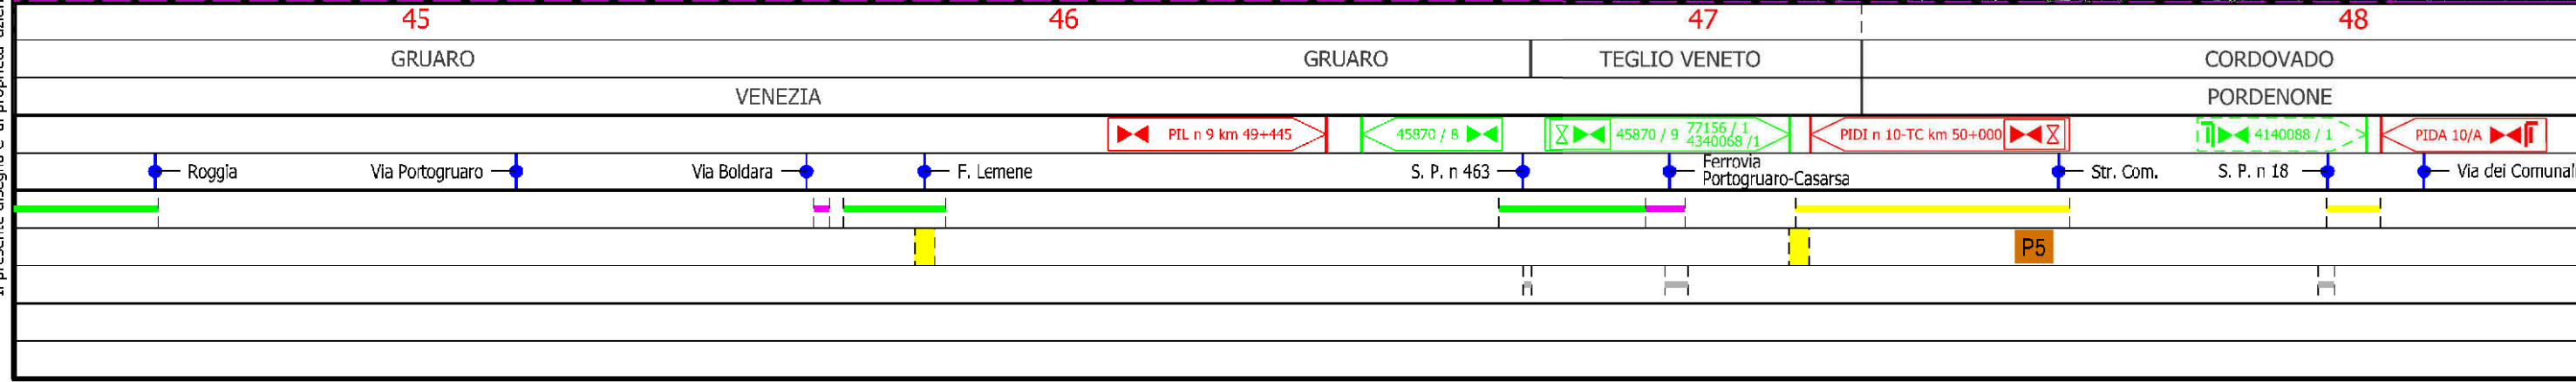 45 46 47 48
GRUARO GRUARO TEGLIO VENETO CORDOVADO
VENEZIA PORDENONE
PIL n 9 km 49+445
45870 / 8
45870 / 9
77156 / 1
4340068 /1
PIDI n 10-TC km 50+000
4140088 / 1
PIDA 10/A
Roggia
Via Portogruaro
Via Boldara
F. Lemene
S. P. n 463
Ferrovia
Portogruaro-Casarsa
Str. Com.
S. P. n 18
Via dei Comunali
P5